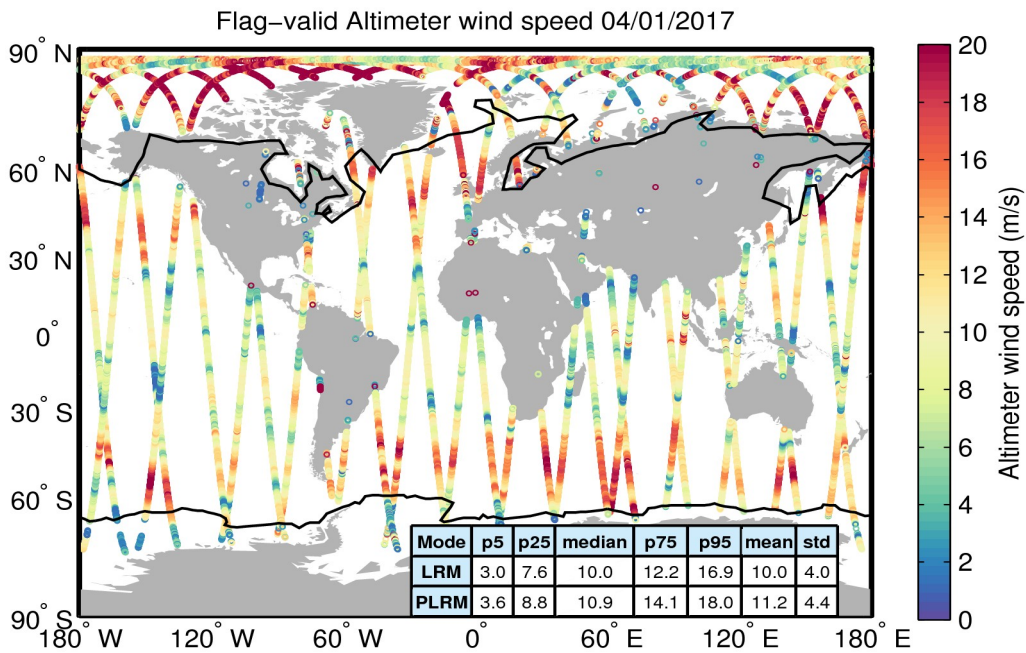 Flag−valid Altimeter wind speed 04/01/2017
90° N
60° N
30° N
0°
30° S
60° S
90° S
180° W
120° W
60° W
0°
60° E
120° E
180° E
Mode p5 p25 median p75 p95 mean std
LRM 3.0 7.6 10.0 12.2 16.9 10.0 4.0
PLRM 3.6 8.8 10.9 14.1 18.0 11.2 4.4
20
18
16
14
12
10
8
6
4
2
0
Altimeter wind speed (m/s)